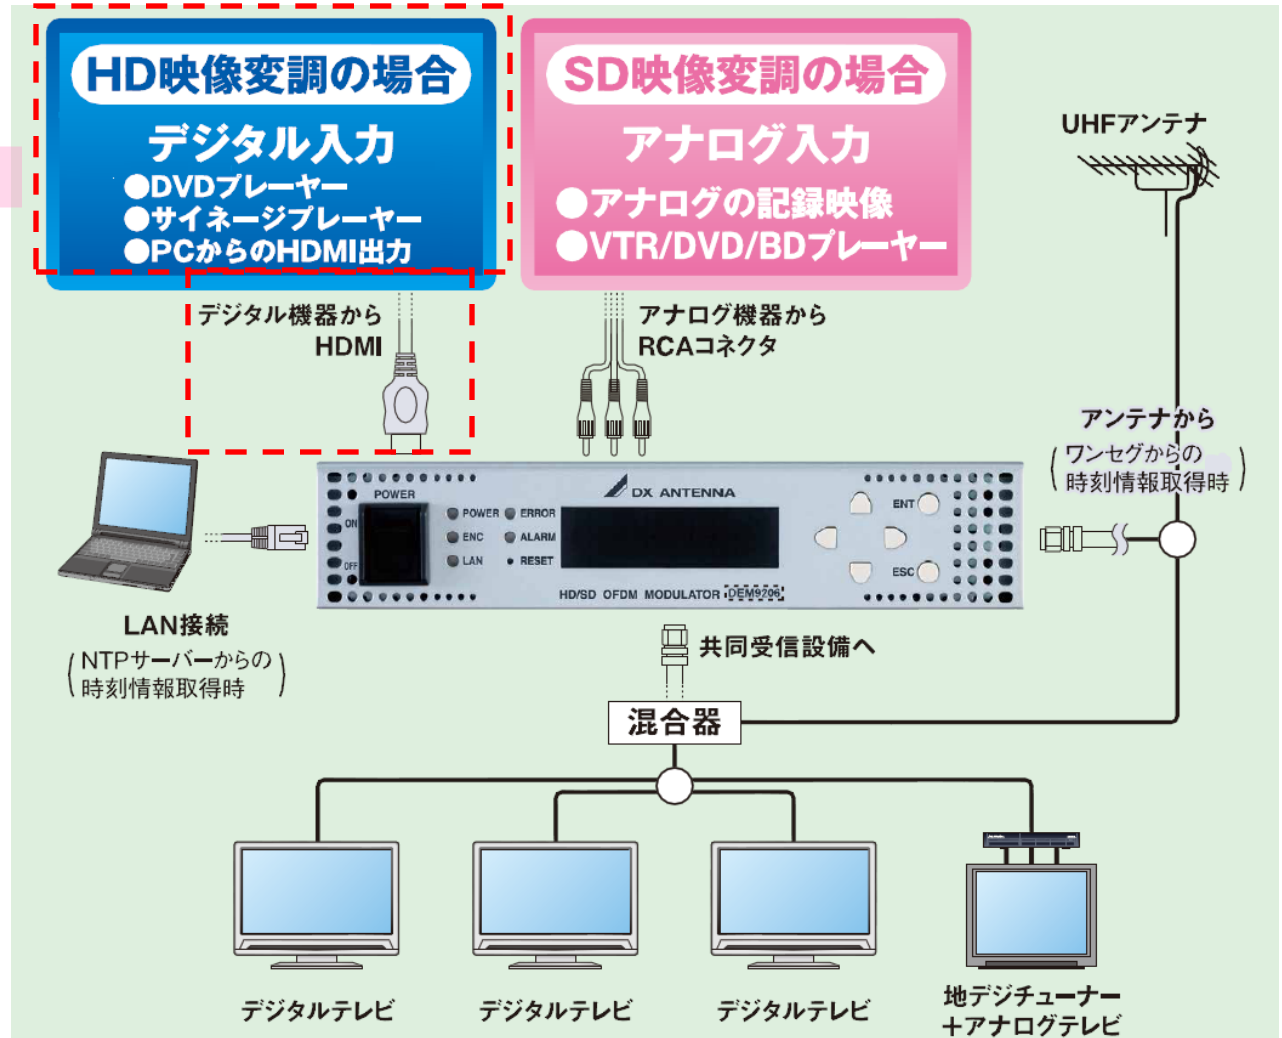 HD映像変調の場合
デジタル入力
●DVDプレーヤー
●サイネージプレーヤー
●PCからのHDMI出力
SD映像変調の場合
アナログ入力
●アナログの記録映像
●VTR/DVD/BDプレーヤー
UHFアンテナ
デジタル機器から
HDMI
アナログ機器から
RCAコネクタ
アンテナから
(ワンセグからの
時刻情報取得時)
POWER
ON
OFF
POWER
ENC
LAN
ERROR
ALARM
RESET
DX ANTENNA
ENT
ESC
HD/SD OFDM MODULATOR DEM9206
LAN接続
(NTPサーバーからの
時刻情報取得時)
共同受信設備へ
混合器
デジタルテレビ
デジタルテレビ
デジタルテレビ
地デジチューナー
+アナログテレビ